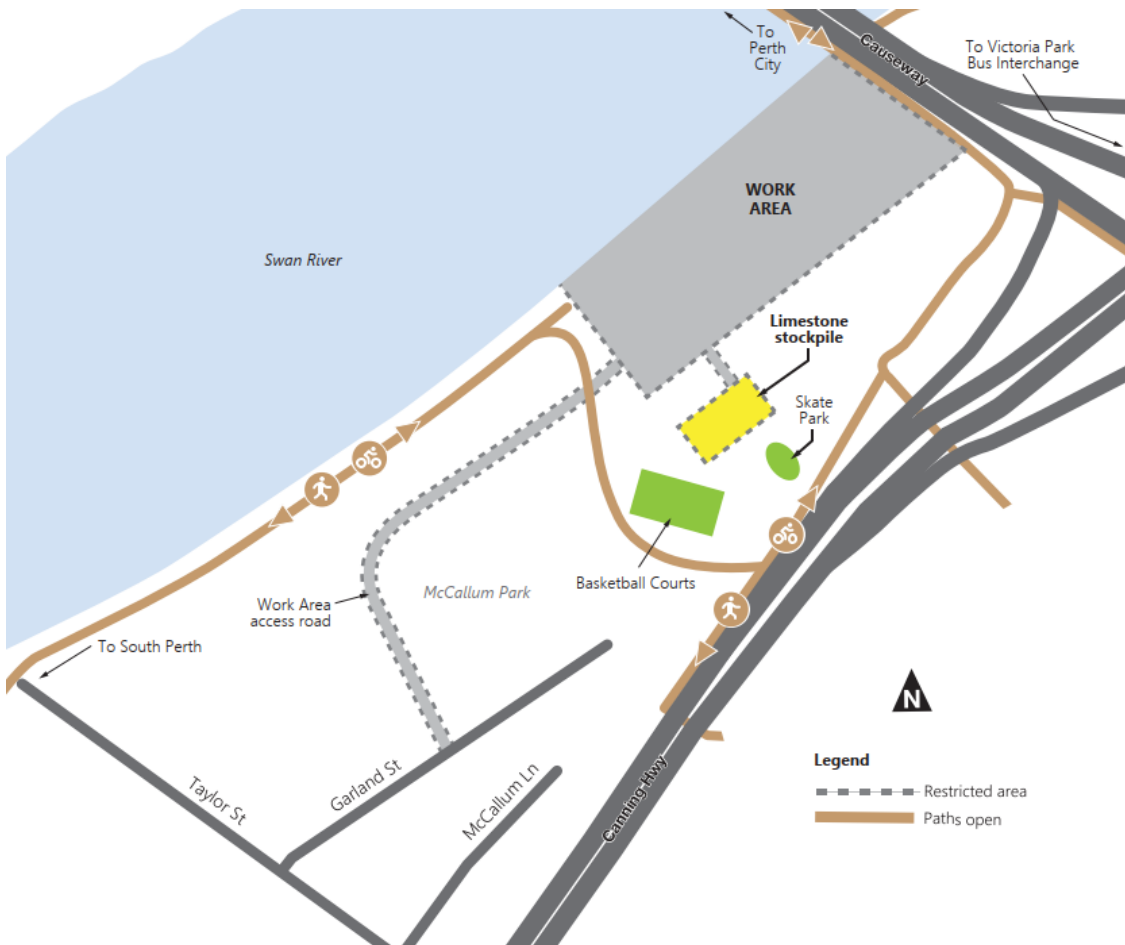 To
Perth
City
Causeway
To Victoria Park
Bus Interchange
WORK
AREA
Swan River
Limestone
stockpile
Skate
Park
Basketball Courts
McCallum Park
Work Area
access road
To South Perth
N
Taylor St
Garland St
McCallum Ln
Canning Hwy
Legend
Restricted area
Paths open